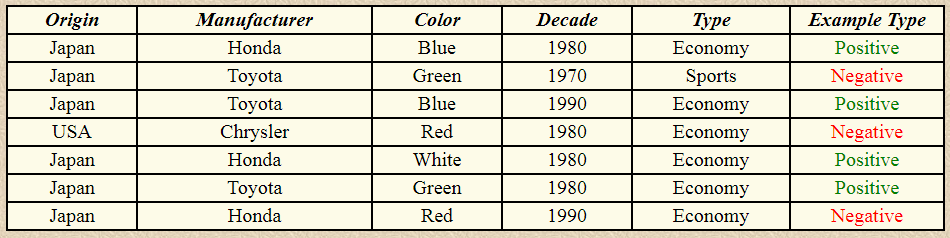 Origin Manufacturer Color Decade Type Example Type
Japan Honda Blue 1980 Economy Positive
Japan Toyota Green 1970 Sports Negative
Japan Toyota Blue 1990 Economy Positive
USA Chrysler Red 1980 Economy Negative
Japan Honda White 1980 Economy Positive
Japan Toyota Green 1980 Economy Positive
Japan Honda Red 1990 Economy Negative